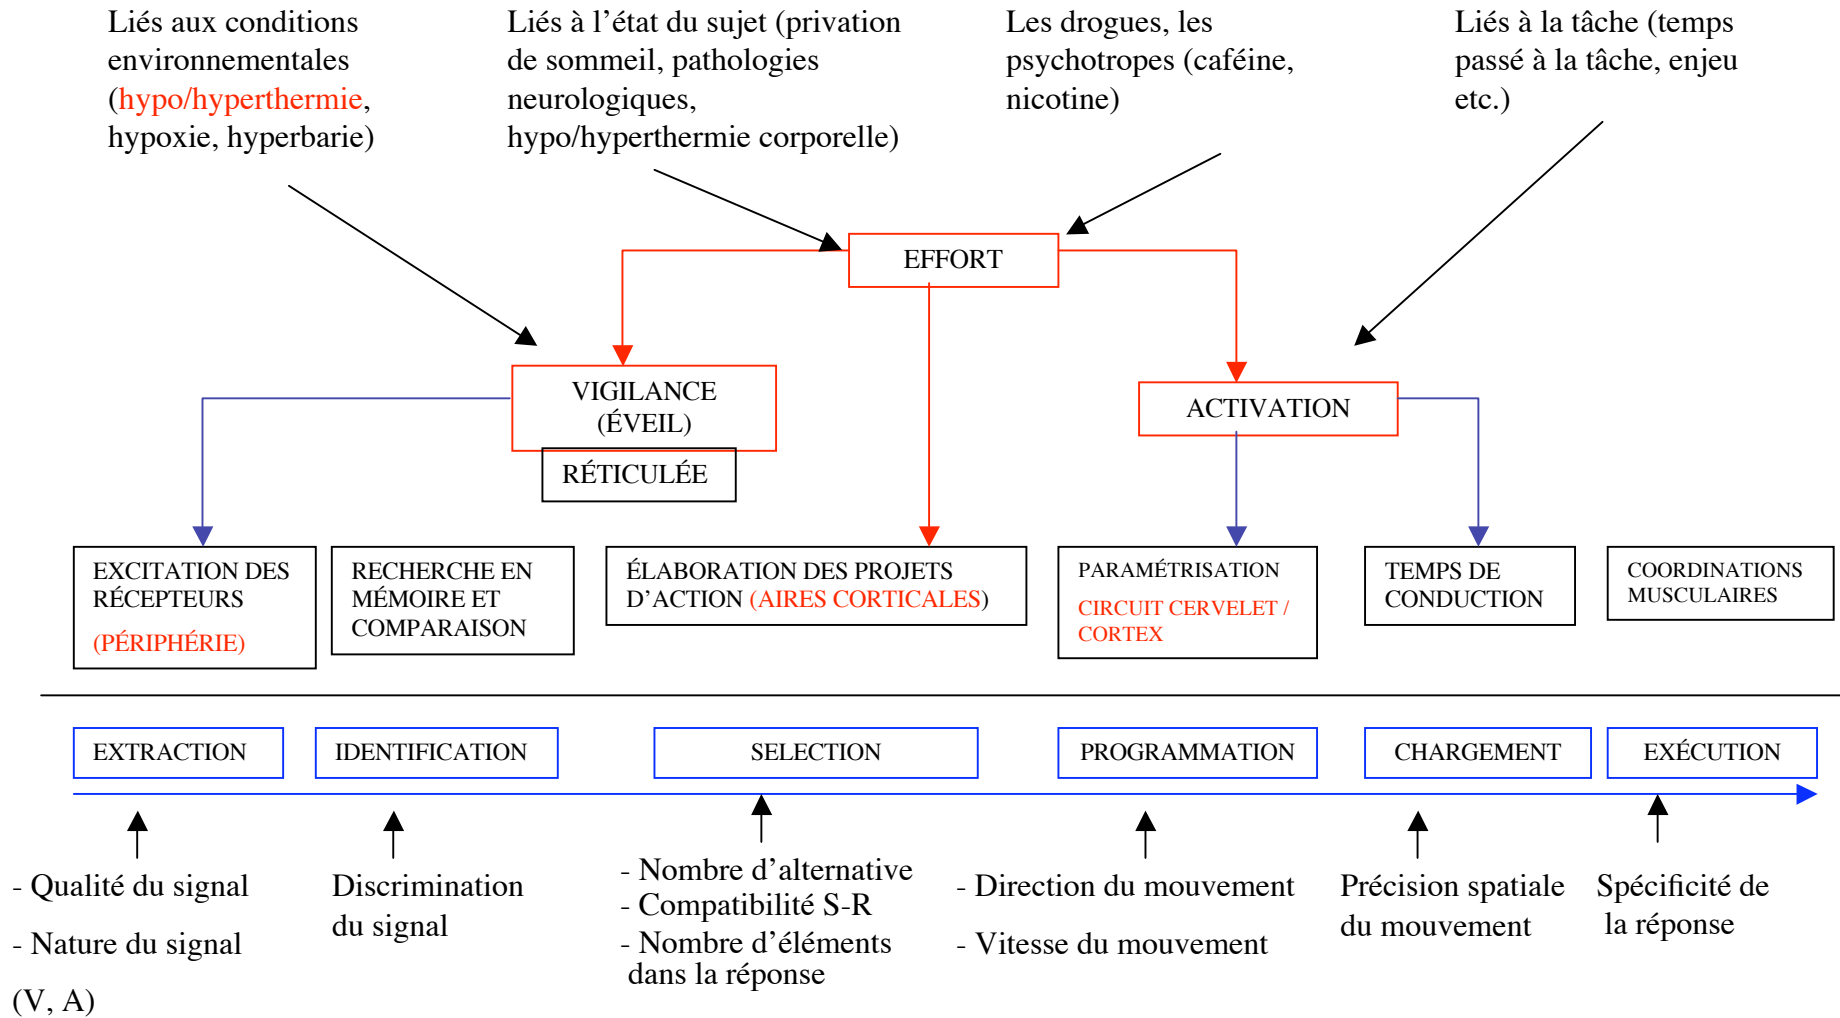 Liés aux conditions
environnementales
(hypo/hyperthermie,
hypoxie, hyperbarie)
Liés à l’état du sujet (privation
de sommeil, pathologies
neurologiques,
hypo/hyperthermie corporelle)
Les drogues, les
psychotropes (caféine,
nicotine)
Liés à la tâche (temps
passé à la tâche, enjeu
etc.)
EFFORT
VIGILANCE
(ÉVEIL)
RÉTICULÉE
ACTIVATION
EXCITATION DES
RÉCEPTEURS
(PÉRIPHÉRIE)
RECHERCHE EN
MÉMOIRE ET
COMPARAISON
ÉLABORATION DES PROJETS
D’ACTION (AIRES CORTICALES)
PARAMÉTRISATION
CIRCUIT CERVELET /
CORTEX
TEMPS DE
CONDUCTION
COORDINATIONS
MUSCULAIRES
EXTRACTION
IDENTIFICATION
SELECTION
PROGRAMMATION
CHARGEMENT
EXÉCUTION
- Qualité du signal
- Nature du signal
(V, A)
Discrimination
du signal
- Nombre d’alternative
- Compatibilité S-R
- Nombre d’éléments
dans la réponse
- Direction du mouvement
- Vitesse du mouvement
Précision spatiale
du mouvement
Spécificité de
la réponse